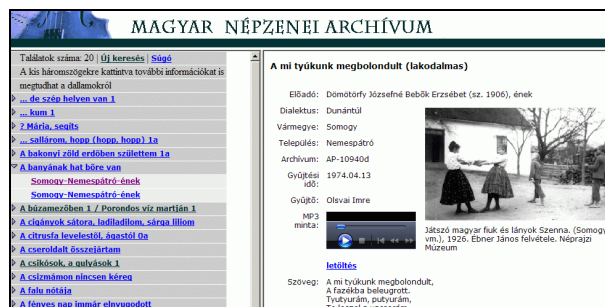 MAGYAR NÉPZENEI ARCHÍVUM
Találatok száma: 20 | Új keresés | Súgó
A kis háromszögekre kattintva további információkat is
megtudhat a dallamokról
... de szép helyen van 1
... kum 1
? Mária, segíts
... sallárom, hopp (hopp, hopp) 1a
A bakonyi zöld erdőben születtem 1a
A banyának hat böre van
Somogy-Nemespátró-ének
Somogy-Nemespátró-ének
A búzamezőben 1 / Porondos víz martján 1
A cigányok sátora, ladiladilom, sárga liliom
A citrusfa levelestől, ágastól 0a
A cseroldalt összejártam
A csikósok, a gulyások 1
A csizmámon nincsen kéreg
A falu nótája
A fényes nap immár elnyugodott
A mi tyúkunk megbolondult (lakodalmas)
Előadó: Dömötörfy Józsefné Bebők Erzsébet (sz. 1906), ének
Dialektus: Dunántúl
Vármegye: Somogy
Település: Nemespátró
Archívum: AP-10940d
Gyűjtési idő: 1974.04.13
Gyűjtő: Olsvai Imre
MP3 minta:
letöltés
Játszó magyar fiuk és lányok Szenna. (Somogy
vm.), 1926. Ébner János felvétele. Néprajzi
Múzeum
Szöveg: A mi tyúkunk megbolondult,
A fazékba beleugrott.
Tyutyurám, putyurám,